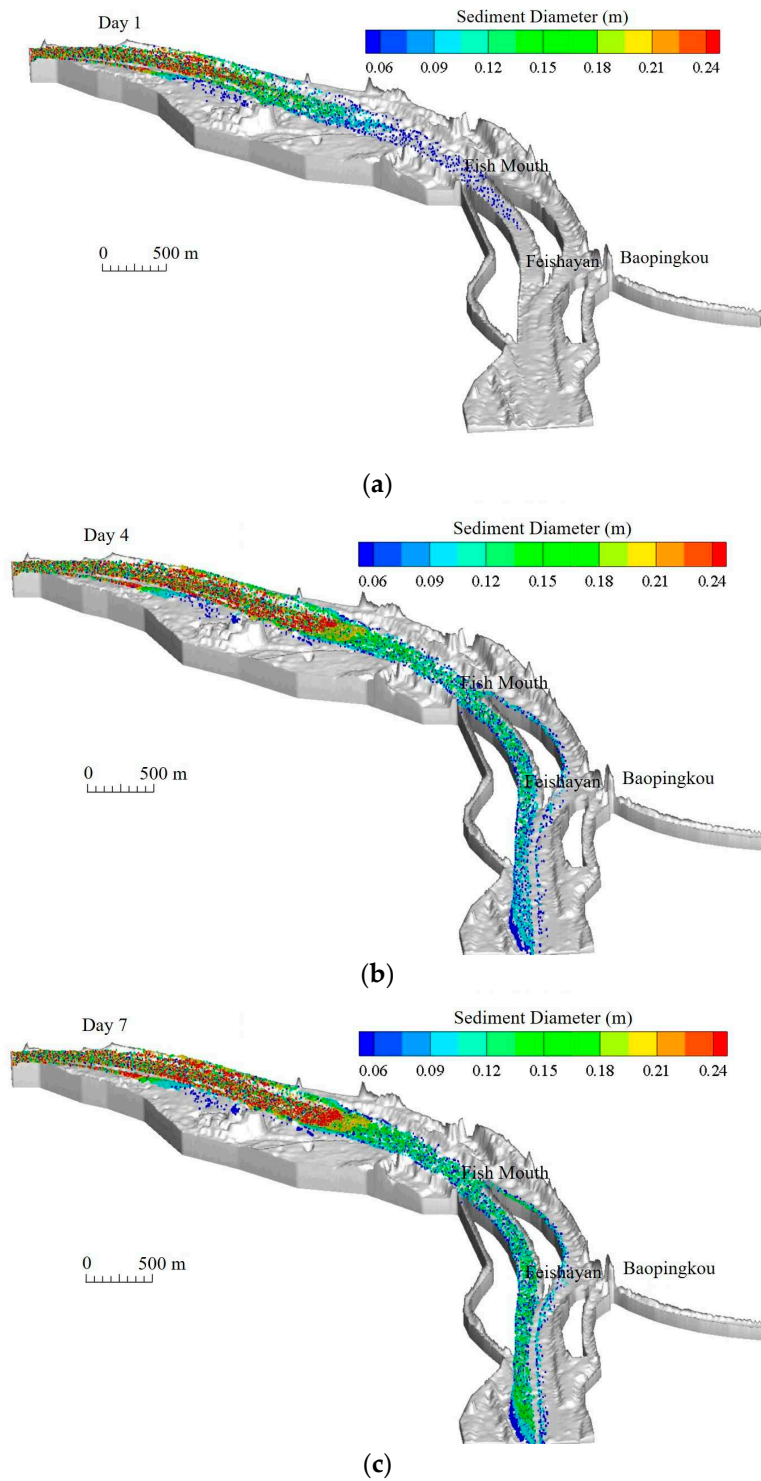 Day 1
Sediment Diameter (m)
0.06 0.09 0.12 0.15 0.18 0.21 0.24
Fish Mouth
Feishayan Baopingkou
0 500 m
(a)
Day 4
Sediment Diameter (m)
0.06 0.09 0.12 0.15 0.18 0.21 0.24
Fish Mouth
Feishayan Baopingkou
0 500 m
(b)
Day 7
Sediment Diameter (m)
0.06 0.09 0.12 0.15 0.18 0.21 0.24
Fish Mouth
Feishayan Baopingkou
0 500 m
(c)